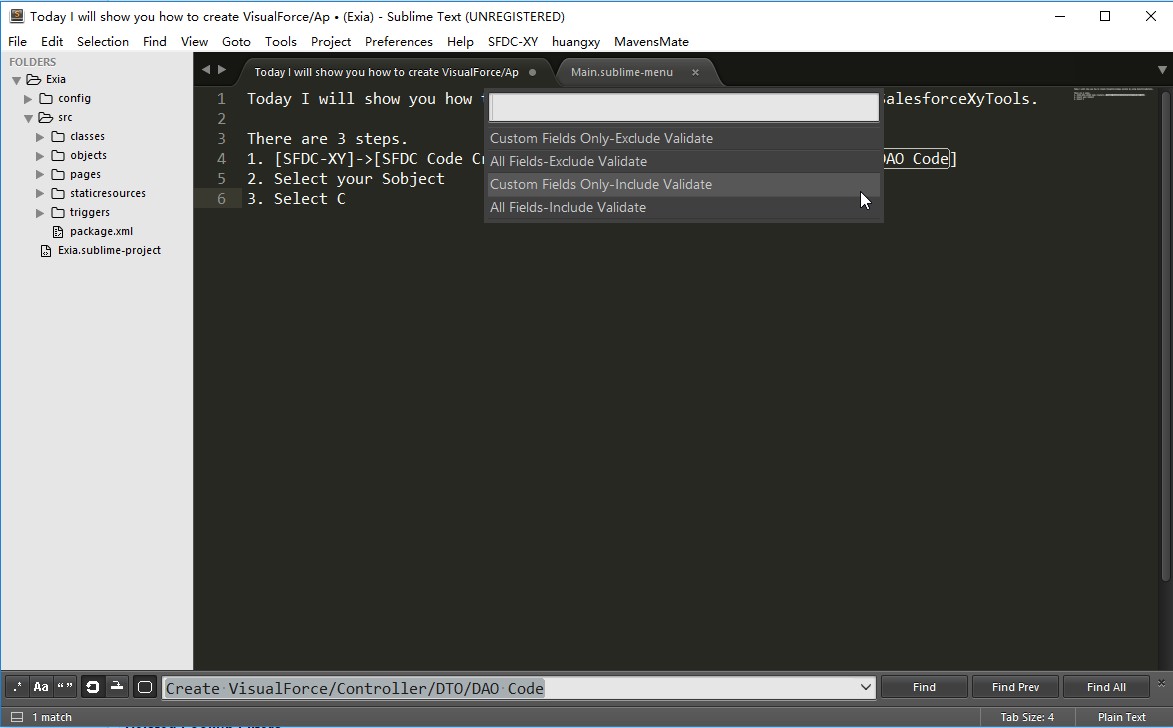 Today I will show you how to create VisualForce/Ap • (Exia) - Sublime Text (UNREGISTERED)
File Edit Selection Find View Goto Tools Project Preferences Help SFDC-XY huangxy MavensMate
FOLDERS
Exia
config
src
classes
objects
pages
staticresources
triggers
package.xml
Exia.sublime-project
Today I will show you how to create VisualForce/Ap
Main.sublime-menu
1 Today I will show you how
alesforceXyTools.
2
3 There are 3 steps.
4 1. [SFDC-XY]->[SFDC Code C
DAO Code]
5 2. Select your Sobject
6 3. Select C
Custom Fields Only-Exclude Validate
All Fields-Exclude Validate
Custom Fields Only-Include Validate
All Fields-Include Validate
.* Aa “ ”
Create VisualForce/Controller/DTO/DAO Code
Find Find Prev Find All
1 match
Tab Size: 4 Plain Text